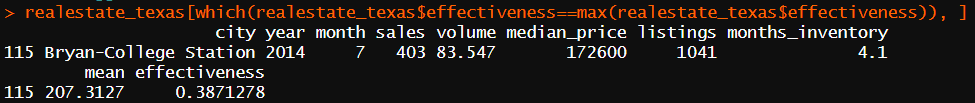 > realestate_texas[which(realestate_texas$effectiveness==max(realestate_texas$effectiveness)), ]
city year month sales volume median_price listings months_inventory
115 Bryan-College Station 2014 7 403 83.547 172600 1041 4.1
mean effectiveness
115 207.3127 0.3871278